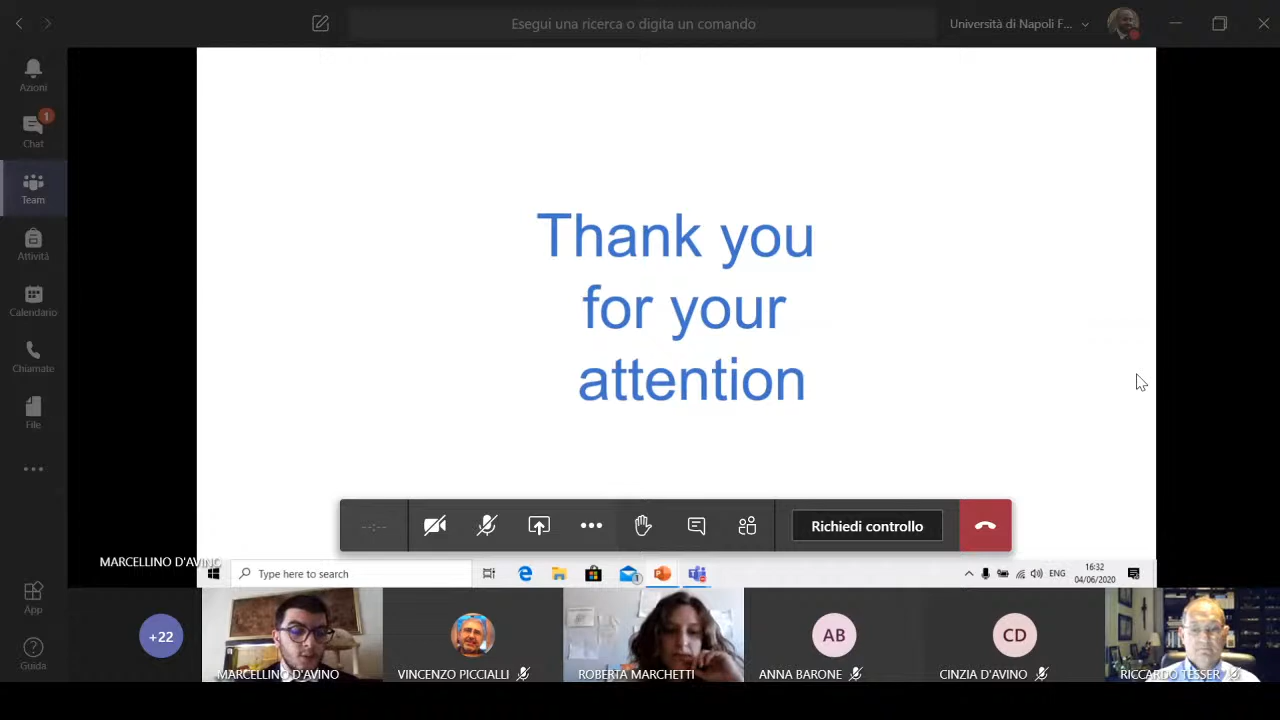 Esegui una ricerca o digita un comando
Università di Napoli F...
Azioni
1
Chat
Team
Attività
Calendario
Chiamate
File
App
Guida
Thank you
for your
attention
--:--
Richiedi controllo
MARCELLINO D'AVINO
Type here to search
1
ENG
16:32
04/06/2020
+22
MARCELLINO D'AVINO
VINCENZO PICCIALLI
ROBERTA MARCHETTI
AB
ANNA BARONE
CD
CINZIA D'AVINO
RICCARDO TESSER